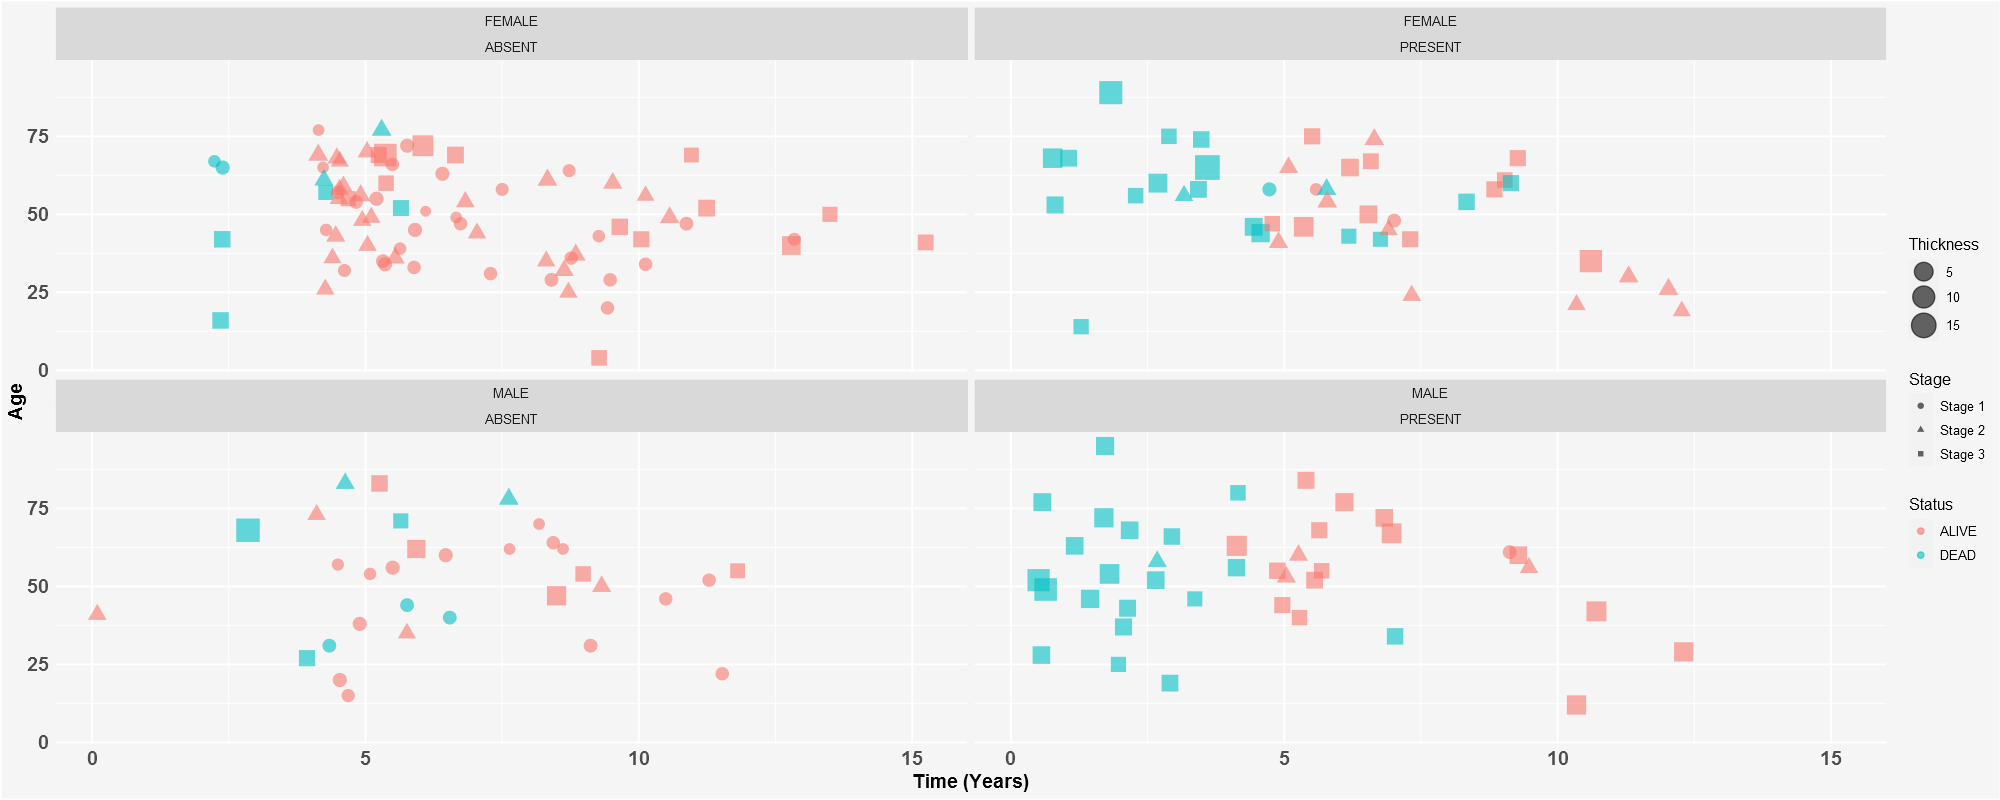 FEMALE
ABSENT
FEMALE
PRESENT
75
50
25
0
MALE
ABSENT
MALE
PRESENT
75
50
25
0
0
5
10
15
0
5
10
15
Age
Time (Years)
Thickness
5
10
15
Stage
Stage 1
Stage 2
Stage 3
Status
ALIVE
DEAD